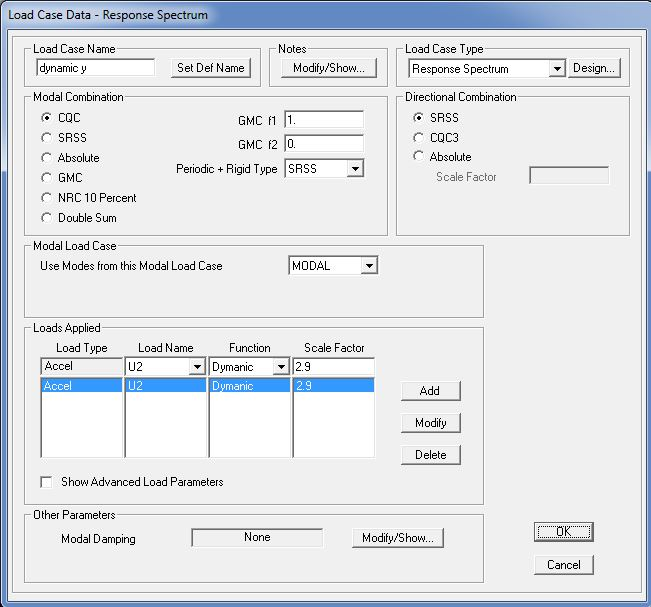 Load Case Data - Response Spectrum
Load Case Name
Notes
Load Case Type
dynamic y
Set Def Name
Modify/Show...
Response Spectrum
Design...
Modal Combination
Directional Combination
CQC
GMC f1
1.
SRSS
SRSS
GMC f2
0.
CQC3
Absolute
Periodic + Rigid Type
SRSS
Absolute
GMC
Scale Factor
NRC 10 Percent
Double Sum
Modal Load Case
Use Modes from this Modal Load Case
MODAL
Loads Applied
Load Type
Load Name
Function
Scale Factor
Accel
U2
Dymanic
2.9
Accel
U2
Dymanic
2.9
Add
Modify
Delete
Show Advanced Load Parameters
Other Parameters
Modal Damping
None
Modify/Show...
OK
Cancel